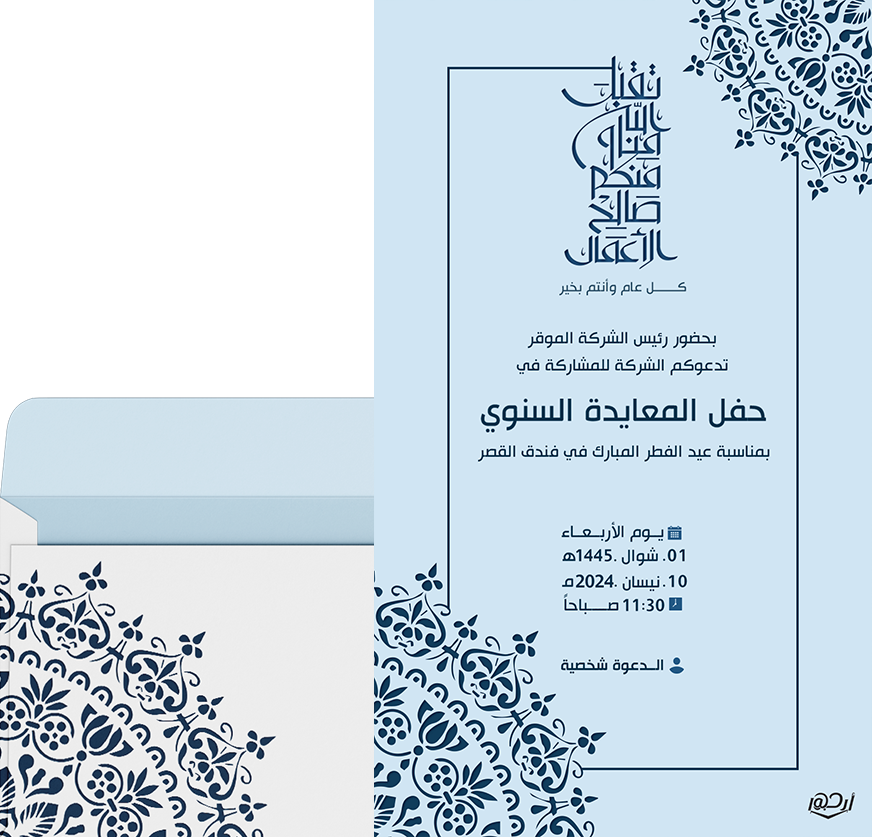 تقبل
الله
منا و
منكم
صالح
الأعمال
كل عام وأنتم بخير
بحضور رئيس الشركة الموقر
تدعوكم الشركة للمشاركة في
حفل المعايدة السنوي
بمناسبة عيد الفطر المبارك في فندق القصر
يوم الأربعاء
01. شوال .1445هـ
10. نيسان .2024م
11:30 صباحاً
الدعوة شخصية